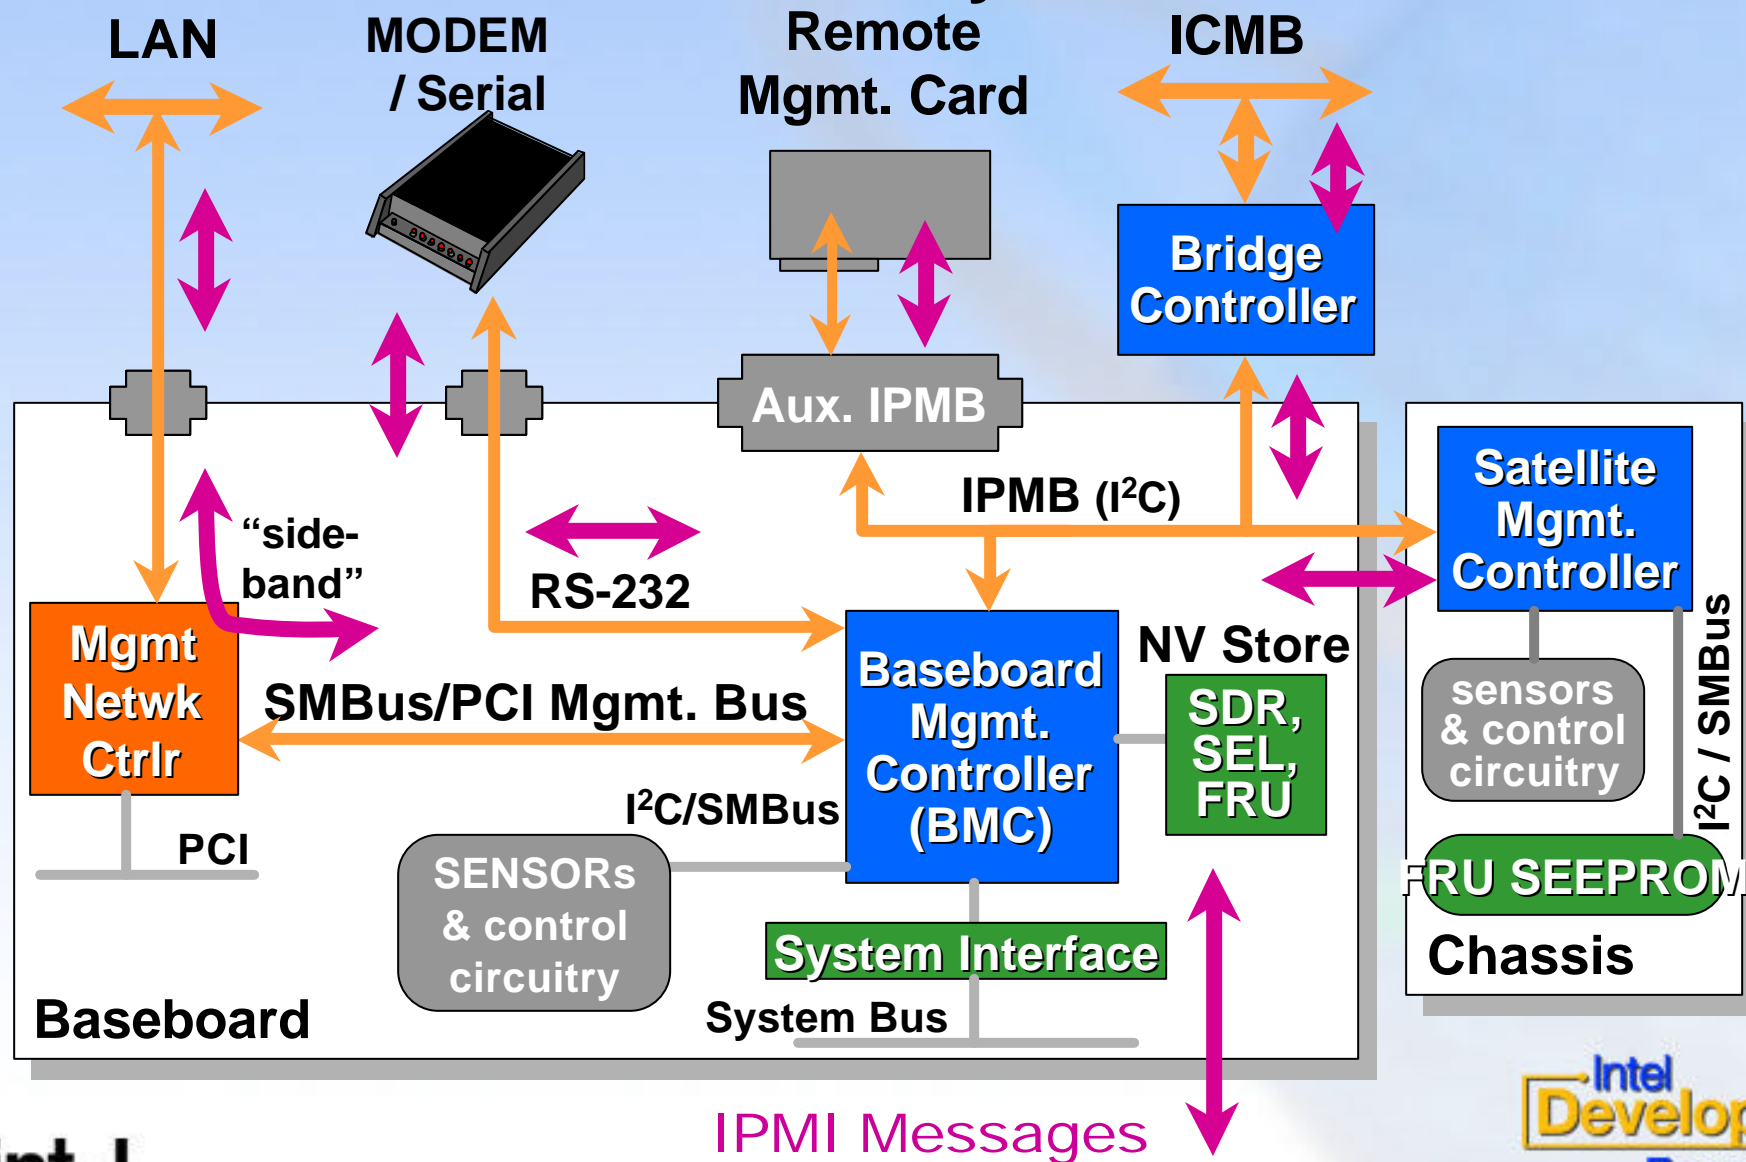 LAN
MODEM
/ Serial
Remote
Mgmt. Card
ICMB
Bridge
Controller
Aux. IPMB
IPMB (I²C)
"side-
band"
RS-232
Mgmt
Netwk
Ctrlr
SMBus/PCI Mgmt. Bus
Baseboard
Mgmt.
Controller
(BMC)
NV Store
SDR,
SEL,
FRU
Satellite
Mgmt.
Controller
sensors
& control
circuitry
I²C / SMBus
FRU SEEPROM
Chassis
I²C/SMBus
PCI
SENSORs
& control
circuitry
System Interface
System Bus
Baseboard
IPMI Messages
Intel
Develop